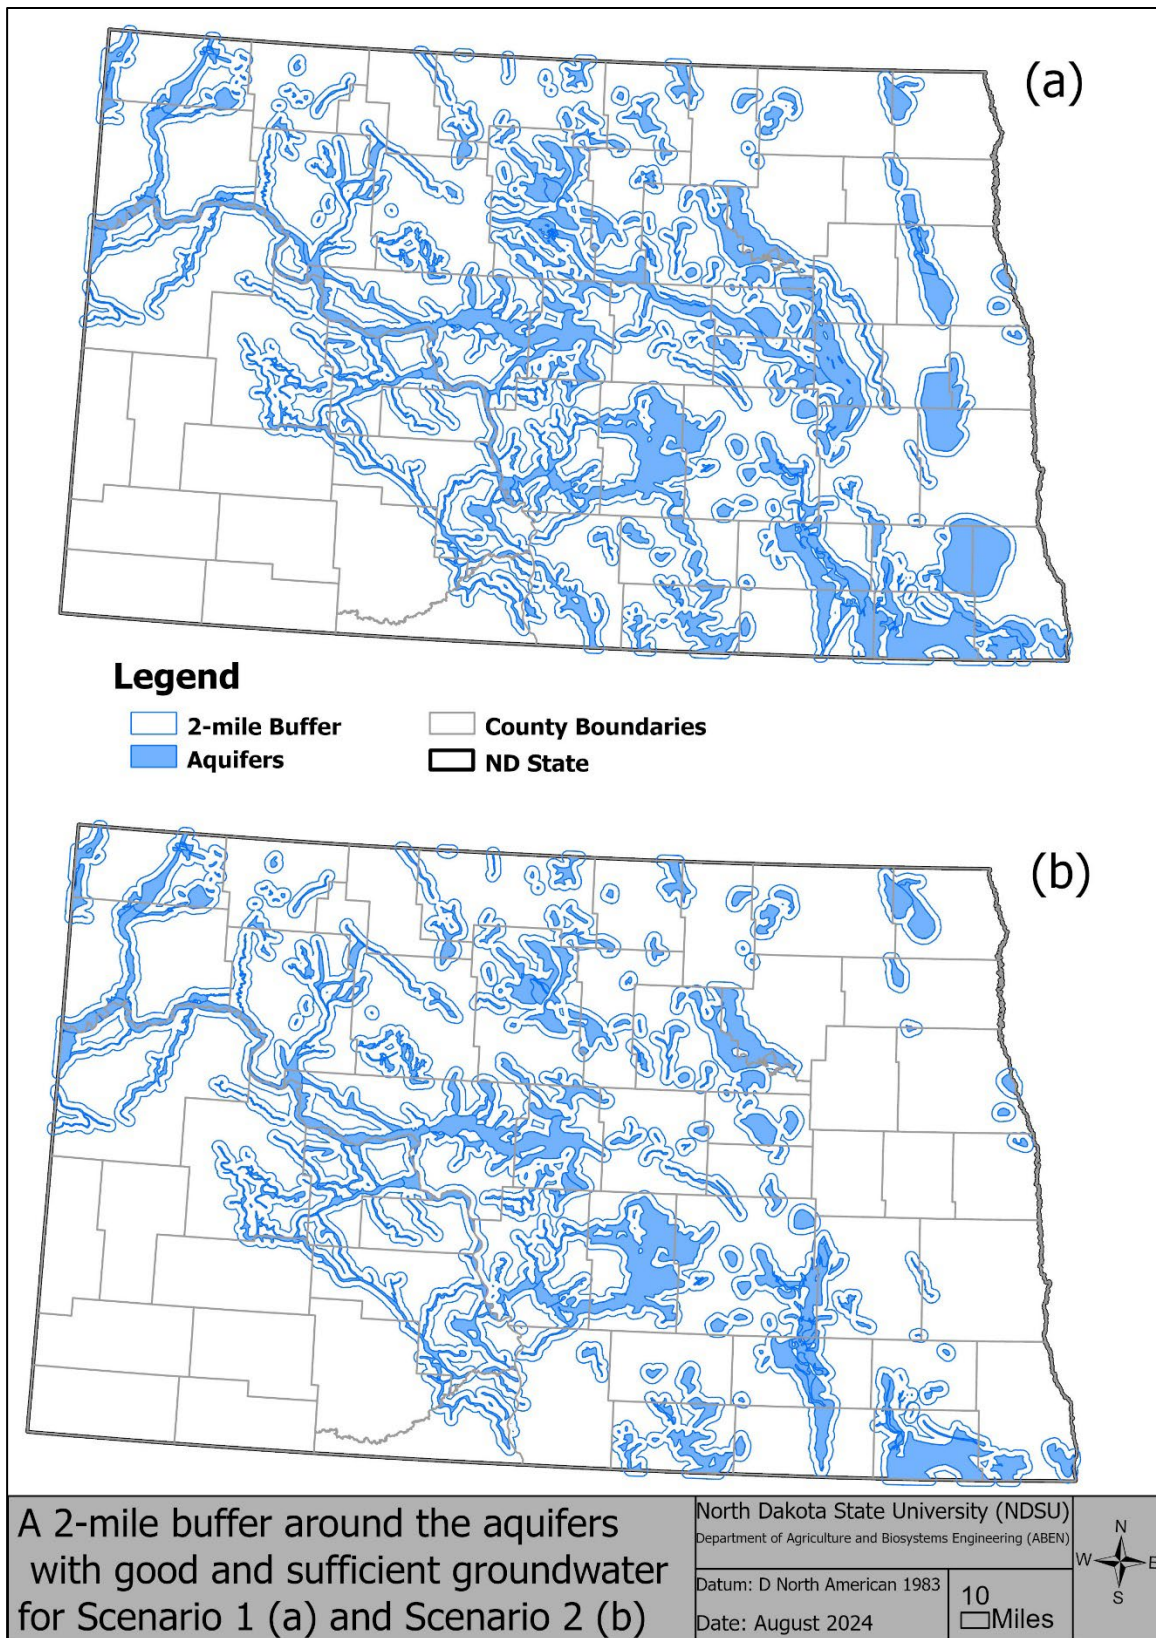 (a)
Legend
2-mile Buffer
County Boundaries
Aquifers
ND State
(b)
A 2-mile buffer around the aquifers
with good and sufficient groundwater
for Scenario 1 (a) and Scenario 2 (b)
North Dakota State University (NDSU)
Department of Agriculture and Biosystems Engineering (ABEN)
Datum: D North American 1983
Date: August 2024
10
Miles
N
W
E
S